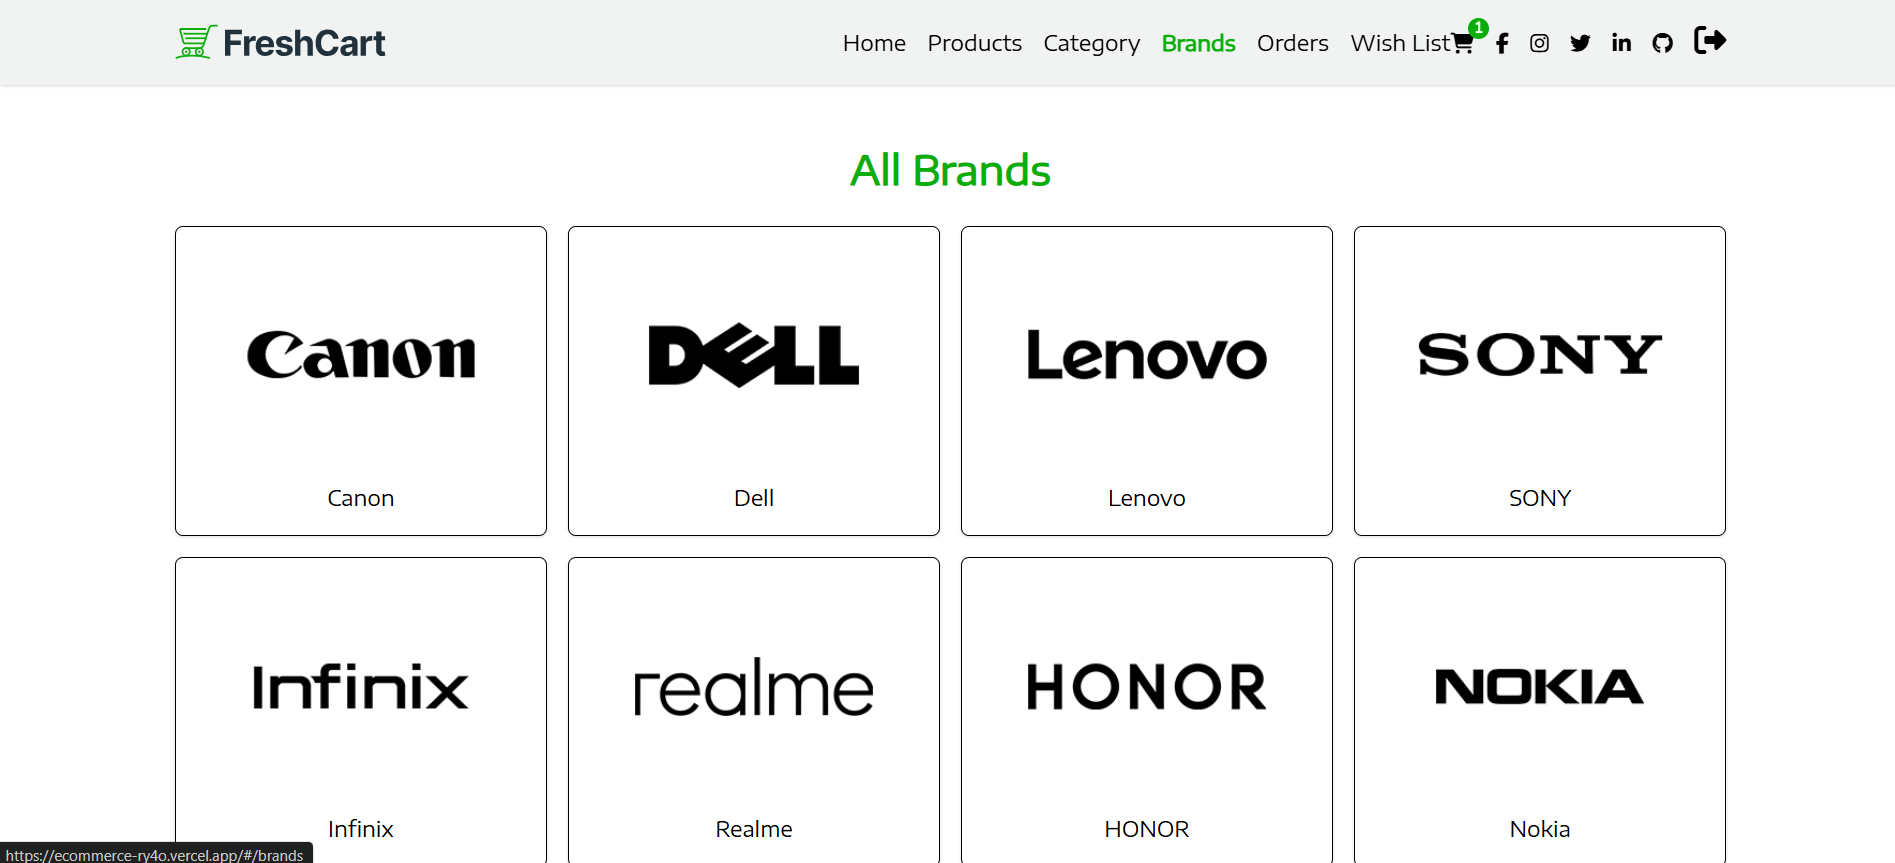 FreshCart
Home Products Category Brands Orders Wish List 1
All Brands
Canon DELL Lenovo SONY
Canon Dell Lenovo SONY
Infinix realme HONOR NOKIA
Infinix Realme HONOR Nokia
https://ecommerce-ry4o.vercel.app/#/brands